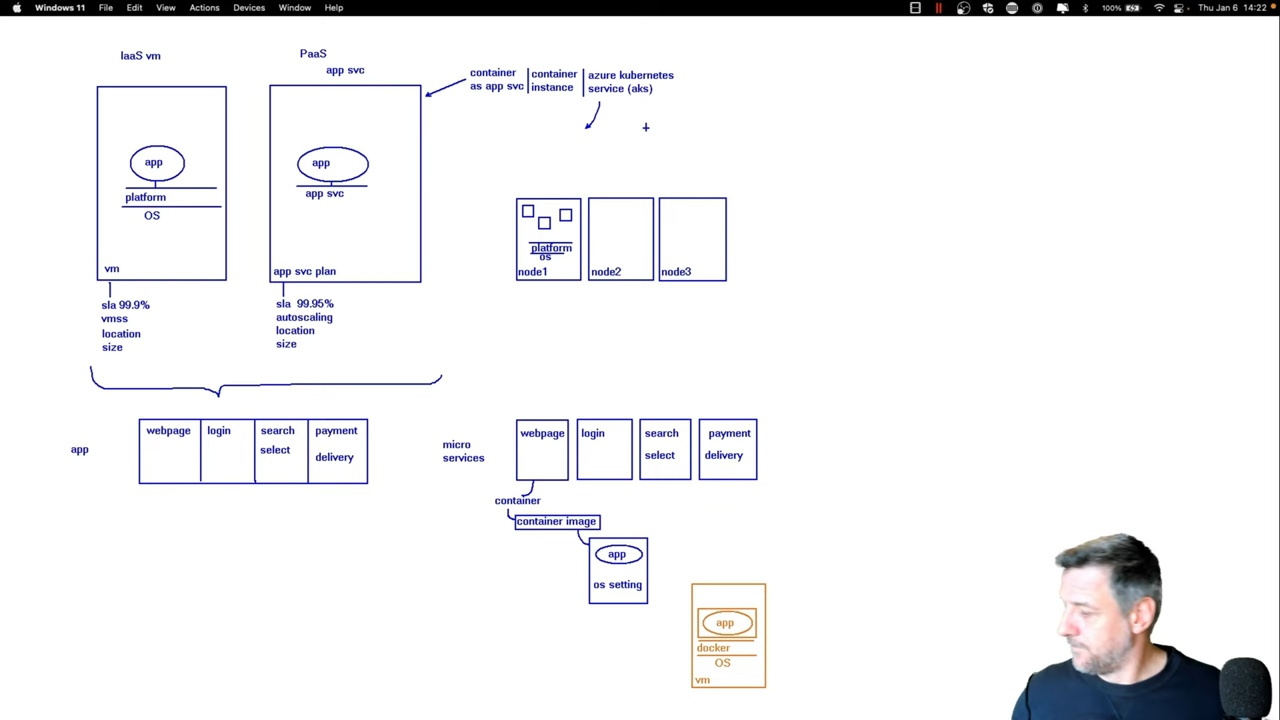 Windows 11 File Edit View Actions Devices Window Help 100% Thu Jan 6 14:22
IaaS vm
PaaS
app svc
container
as app svc
container
instance
azure kubernetes
service (aks)
app
platform
OS
vm
app
app svc
app svc plan
platform
os
node1
node2
node3
sla 99.9%
vmss
location
size
sla 99.95%
autoscaling
location
size
app
webpage
login
search
select
payment
delivery
micro
services
webpage
login
search
select
payment
delivery
container
container image
app
os setting
app
docker
OS
vm